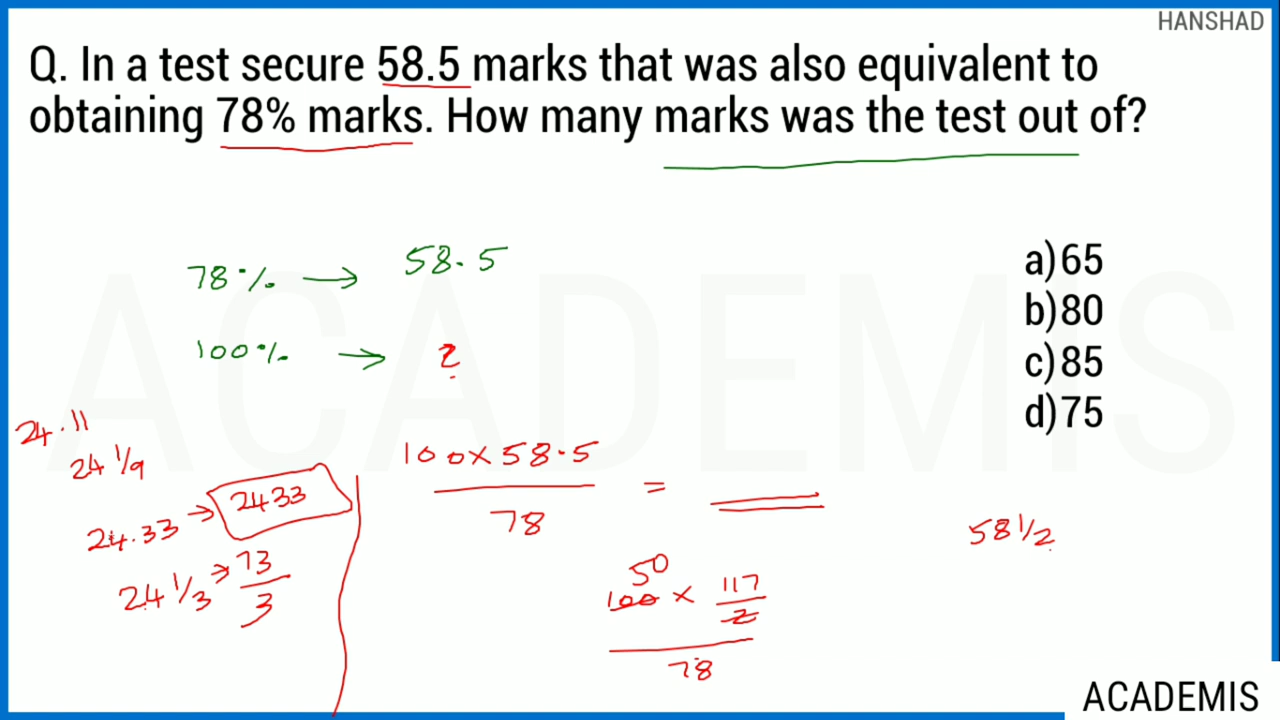 HANSHAD
Q. In a test secure 58.5 marks that was also equivalent to
obtaining 78% marks. How many marks was the test out of?
78% → 58.5
100% → ?
a)65
b)80
c)85
d)75
24.11
24 1/9
24.33 → 2433
24 1/3 → 73
3
100 × 58.5
78
=
58 1/2
50
100 × 117
2
78
ACADEMIS
ACADEMIS